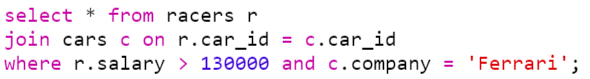 select * from racers r
join cars c on r.car_id = c.car_id
where r.salary > 130000 and c.company = 'Ferrari';